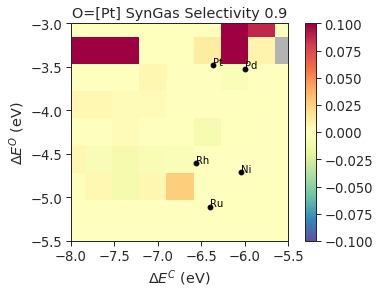 O=[Pt] SynGas Selectivity 0.9
−3.0
−3.5
−4.0
−4.5
−5.0
−5.5
ΔE^O (eV)
Pt
Pd
Rh
Ni
Ru
−8.0 −7.5 −7.0 −6.5 −6.0 −5.5
ΔE^C (eV)
0.100
0.075
0.050
0.025
0.000
−0.025
−0.050
−0.075
−0.100